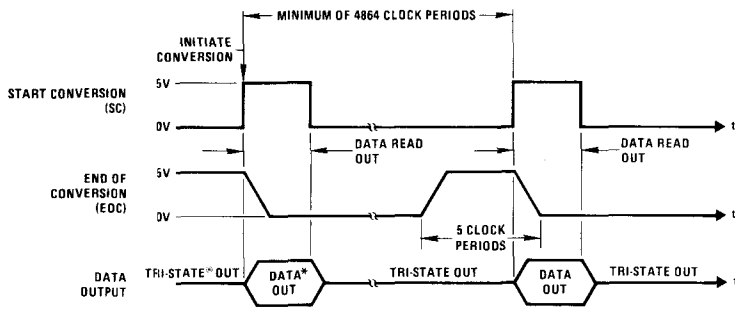 MINIMUM OF 4864 CLOCK PERIODS
INITIATE
CONVERSION
START CONVERSION
(SC)
5V
0V
t
DATA READ
OUT
DATA READ
OUT
END OF
CONVERSION
(EOC)
5V
0V
t
5 CLOCK
PERIODS
DATA
OUTPUT
TRI-STATE® OUT
DATA*
OUT
TRI-STATE OUT
DATA
OUT
TRI-STATE OUT
t